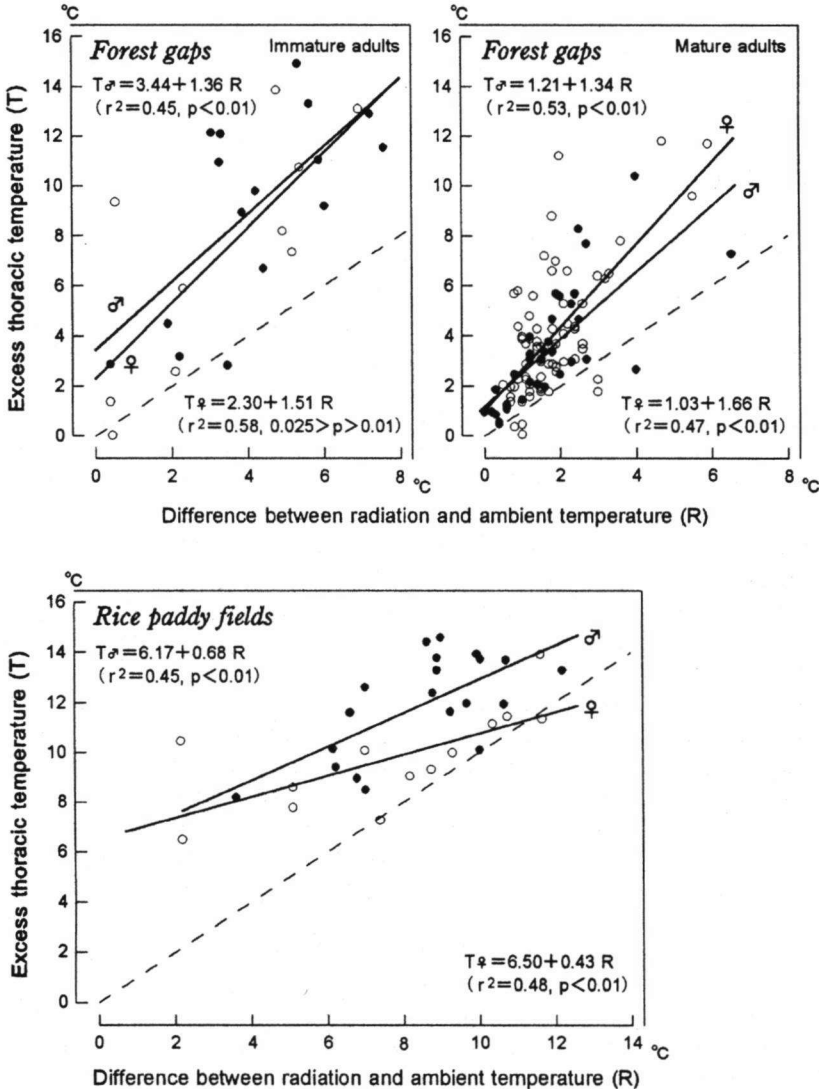 °C
Forest gaps Immature adults
T♂=3.44+1.36 R
(r²=0.45, p<0.01)
Excess thoracic temperature (T)
16
14
12
10
8
6
4
2
0
♂
♀
T♀=2.30+1.51 R
(r²=0.58, 0.025>p>0.01)
0 2 4 6 8 °C
°C
Forest gaps Mature adults
T♂=1.21+1.34 R
(r²=0.53, p<0.01)
16
14
12
10
8
6
4
2
0
♀
♂
T♀=1.03+1.66 R
(r²=0.47, p<0.01)
0 2 4 6 8 °C
Difference between radiation and ambient temperature (R)
°C
Rice paddy fields
T♂=6.17+0.68 R
(r²=0.45, p<0.01)
Excess thoracic temperature (T)
16
14
12
10
8
6
4
2
0
♂
♀
T♀=6.50+0.43 R
(r²=0.48, p<0.01)
0 2 4 6 8 10 12 14 °C
Difference between radiation and ambient temperature (R)